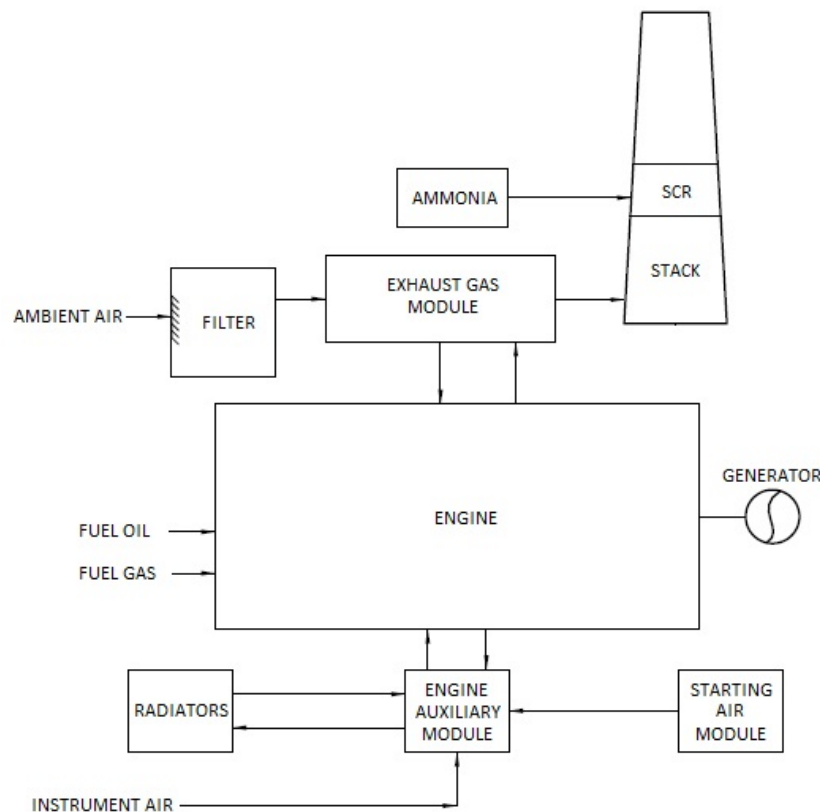 AMMONIA
SCR
STACK
EXHAUST GAS
MODULE
AMBIENT AIR
FILTER
GENERATOR
ENGINE
FUEL OIL
FUEL GAS
RADIATORS
ENGINE
AUXILIARY
MODULE
STARTING
AIR
MODULE
INSTRUMENT AIR